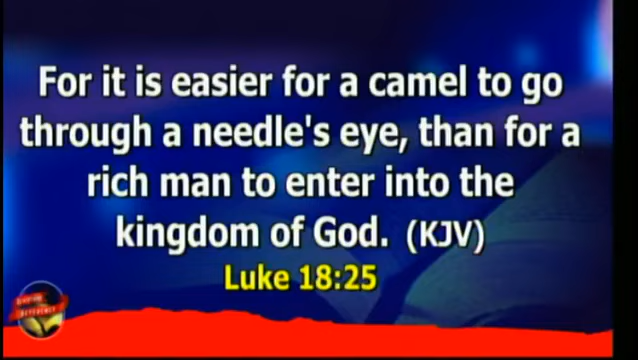 For it is easier for a camel to go
through a needle's eye, than for a
rich man to enter into the
kingdom of God. (KJV)
Luke 18:25